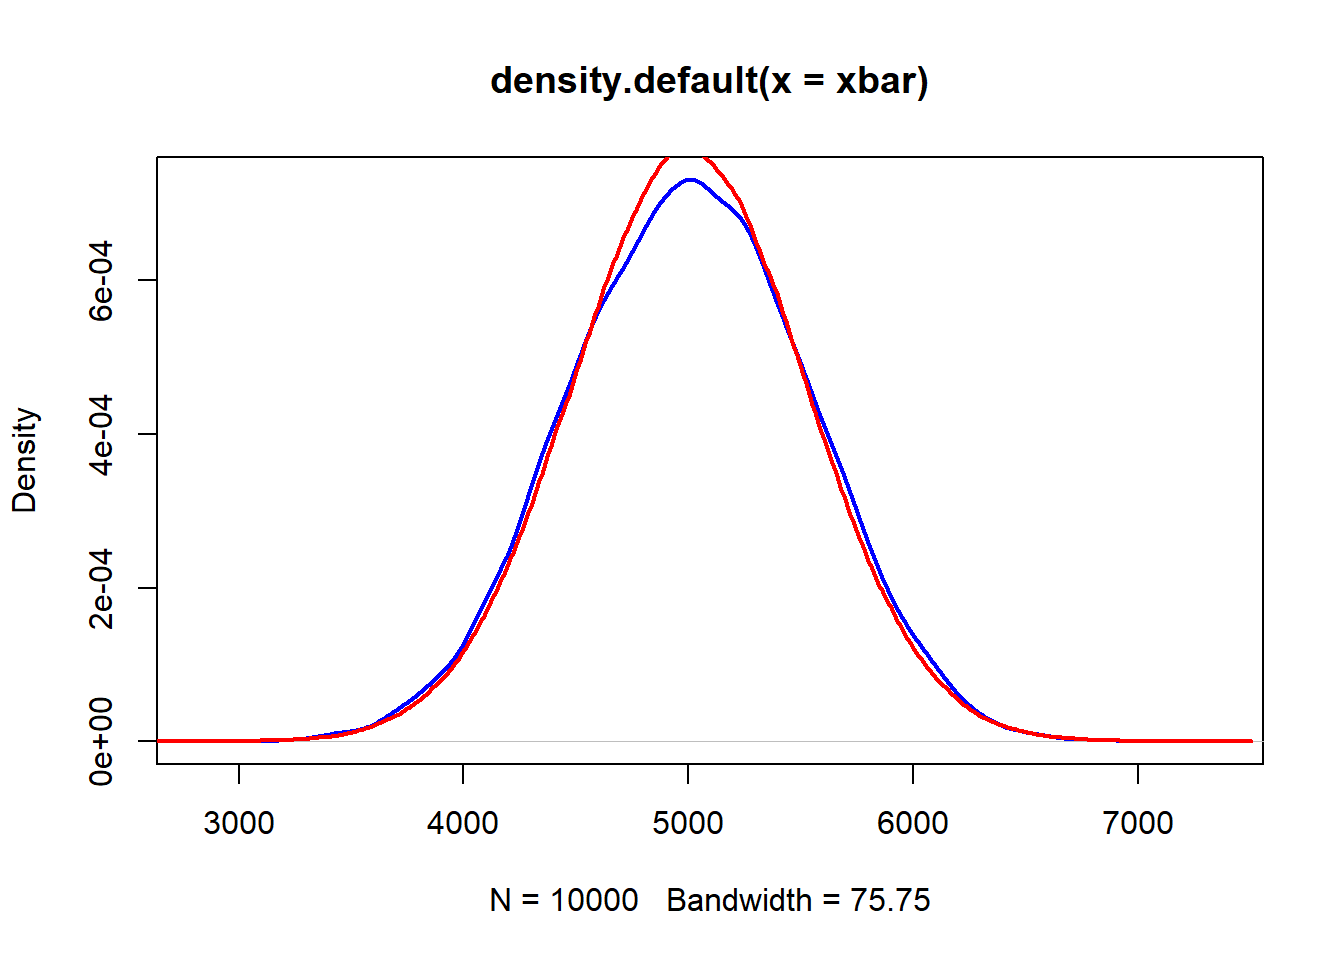 density.default(x = xbar)
Density
0e+00
2e-04
4e-04
6e-04
3000
4000
5000
6000
7000
N = 10000   Bandwidth = 75.75